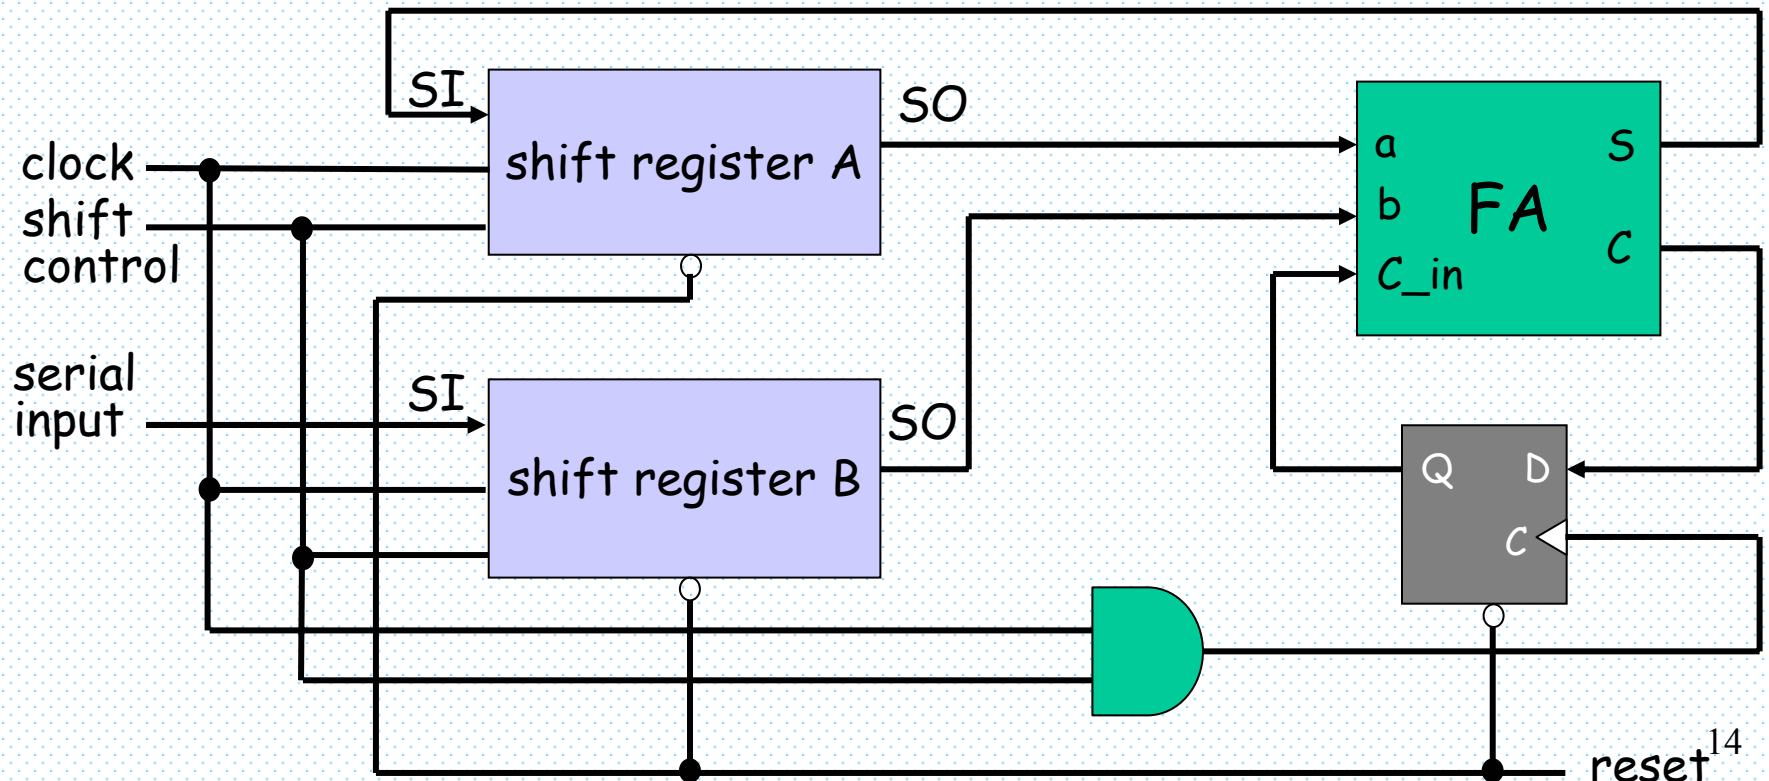 SI
SO
shift register A
clock
shift
control
a
b
C_in
FA
S
C
serial
input
SI
SO
shift register B
Q
D
C
reset
14